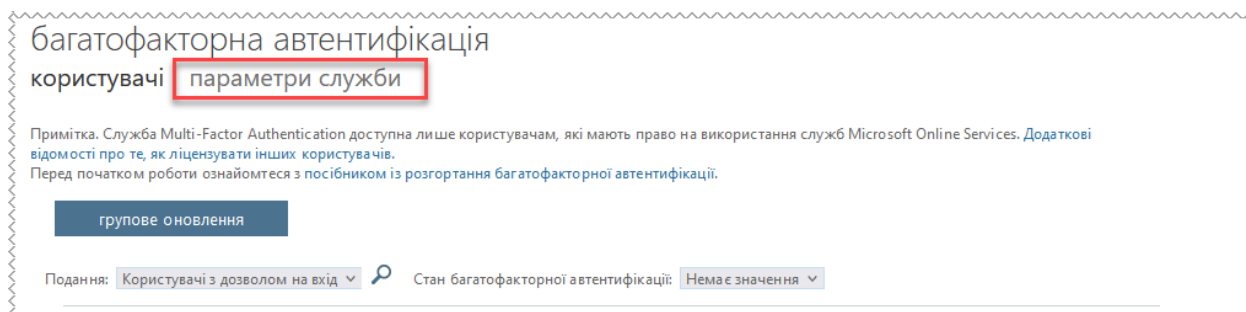 багатофакторна автентифікація
користувачі параметри служби
Примітка. Служба Multi-Factor Authentication доступна лише користувачам, які мають право на використання служб Microsoft Online Services. Додаткові
відомості про те, як ліцензувати інших користувачів.
Перед початком роботи ознайомтеся з посібником із розгортання багатофакторної автентифікації.
групове оновлення
Подання: Користувачі з дозволом на вхід Стан багатофакторної автентифікації: Немає значення